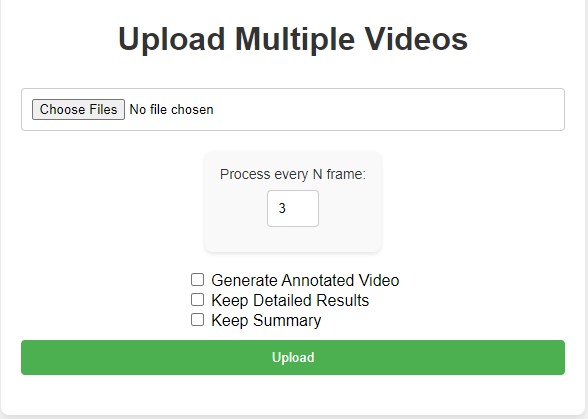 Upload Multiple Videos
Choose Files No file chosen
Process every N frame:
3
Generate Annotated Video
Keep Detailed Results
Keep Summary
Upload